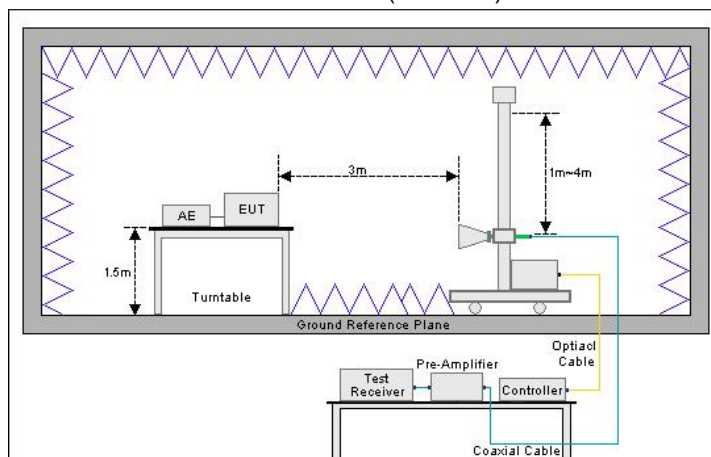 3m
1m~4m
AE
EUT
1.5m
Turntable
Ground Reference Plane
Optiacl
Cable
Pre-Amplifier
Test
Receiver
Controller
Coaxial Cable